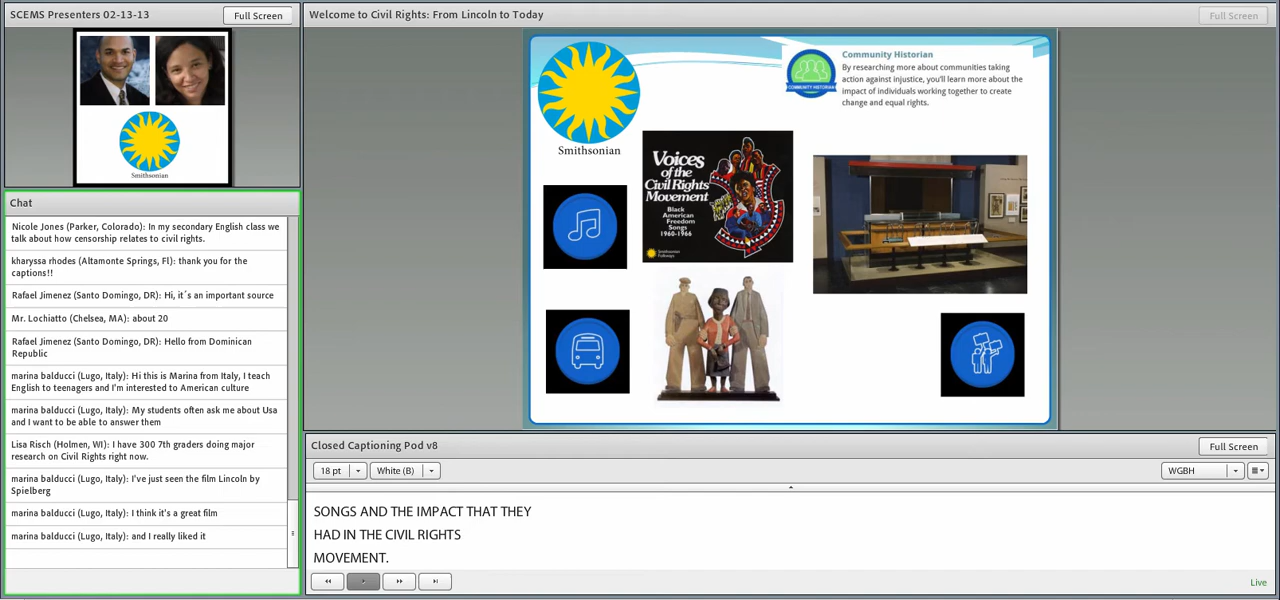 SCEMS Presenters 02-13-13
Full Screen
Smithsonian
Chat
Nicole Jones (Parker, Colorado): In my secondary English class we
talk about how censorship relates to civil rights.
kharyssa rhodes (Altamonte Springs, Fl): thank you for the
captions!!
Rafael Jimenez (Santo Domingo, DR): Hi, it´s an important source
Mr. Lochiatto (Chelsea, MA): about 20
Rafael Jimenez (Santo Domingo, DR): Hello from Dominican
Republic
marina balducci (Lugo, Italy): Hi this is Marina from Italy, I teach
English to teenagers and I'm interested to American culture
marina balducci (Lugo, Italy): My students often ask me about Usa
and I want to be able to answer them
Lisa Risch (Holmen, WI): I have 300 7th graders doing major
research on Civil Rights right now.
marina balducci (Lugo, Italy): I've just seen the film Lincoln by
Spielberg
marina balducci (Lugo, Italy): I think it's a great film
marina balducci (Lugo, Italy): and I really liked it
Welcome to Civil Rights: From Lincoln to Today
Full Screen
Smithsonian
COMMUNITY HISTORIAN
Community Historian
By researching more about communities taking
action against injustice, you'll learn more about the
impact of individuals working together to create
change and equal rights.
Voices
of the
Civil Rights
Movement
Black
American
Freedom
Songs
1960-1966
Smithsonian
Folkways
Closed Captioning Pod v8
Full Screen
18 pt
White (B)
WGBH
SONGS AND THE IMPACT THAT THEY
HAD IN THE CIVIL RIGHTS
MOVEMENT.
Live